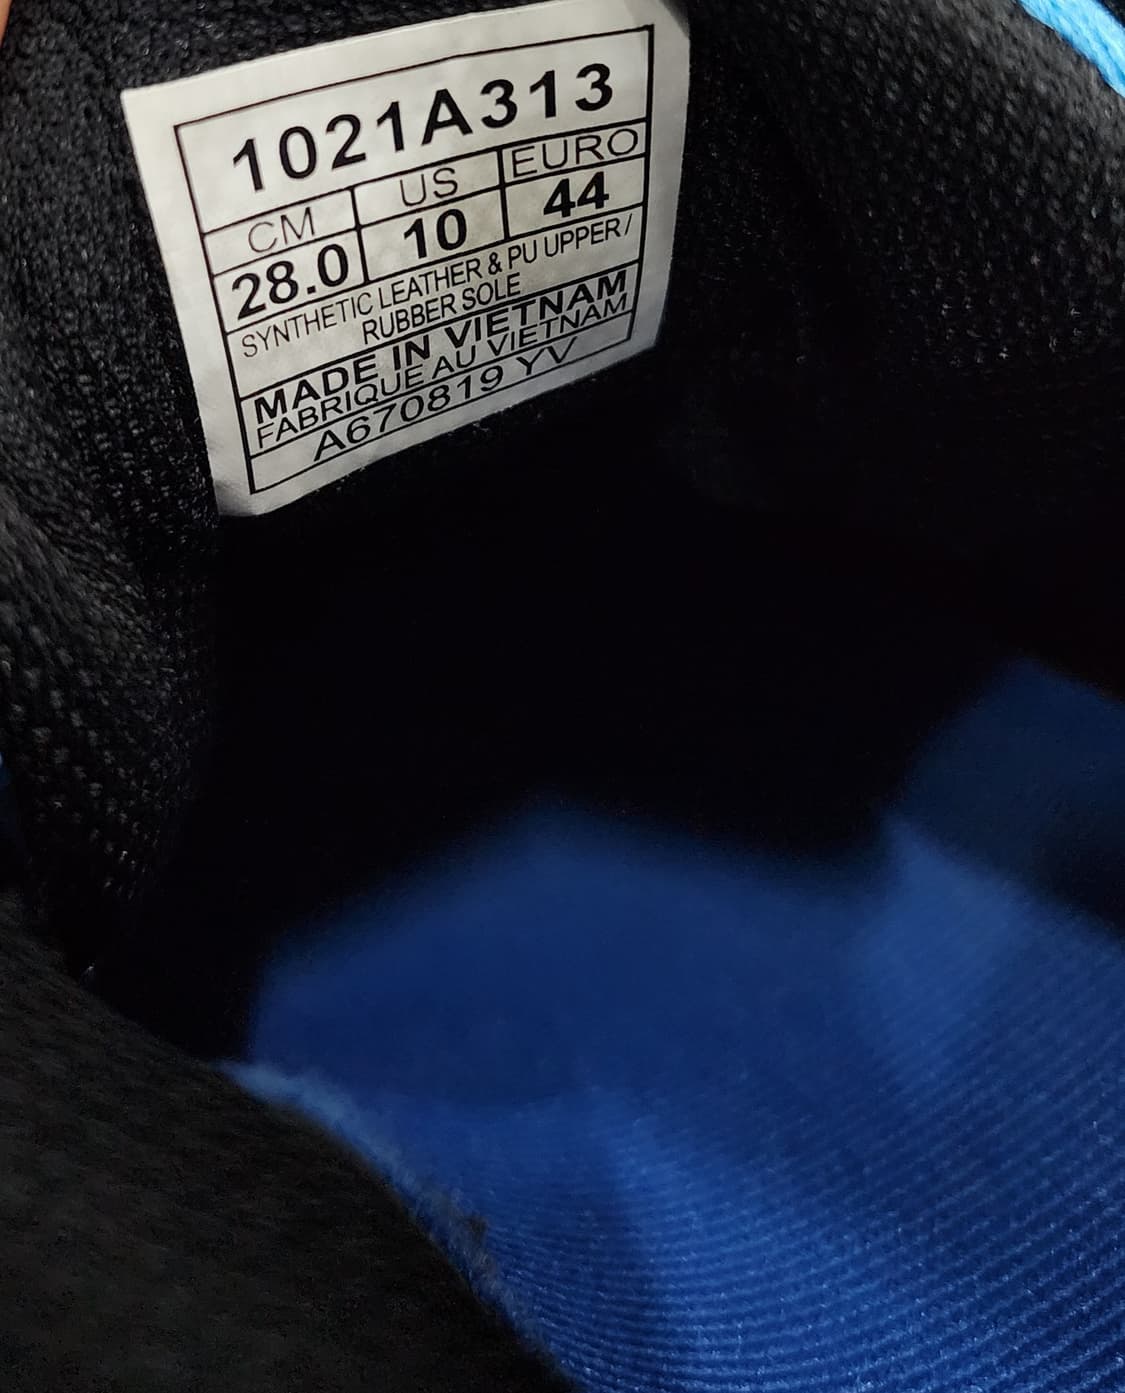 1021A313
CM US EURO
28.0 10 44
SYNTHETIC LEATHER & PU UPPER /
RUBBER SOLE
MADE IN VIETNAM
FABRIQUE AU VIETNAM
A670819 YV